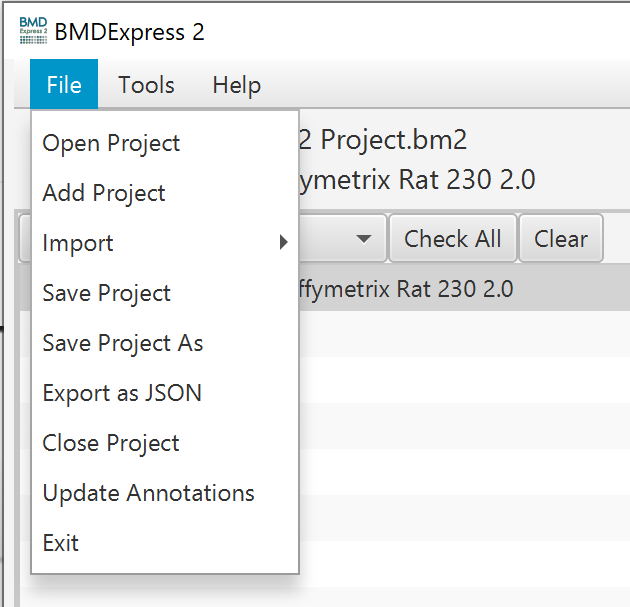 BMD
Express 2
BMDExpress 2
File Tools Help
2 Project.bm2
ymetrix Rat 230 2.0
Check All Clear
ffymetrix Rat 230 2.0
Open Project
Add Project
Import
Save Project
Save Project As
Export as JSON
Close Project
Update Annotations
Exit